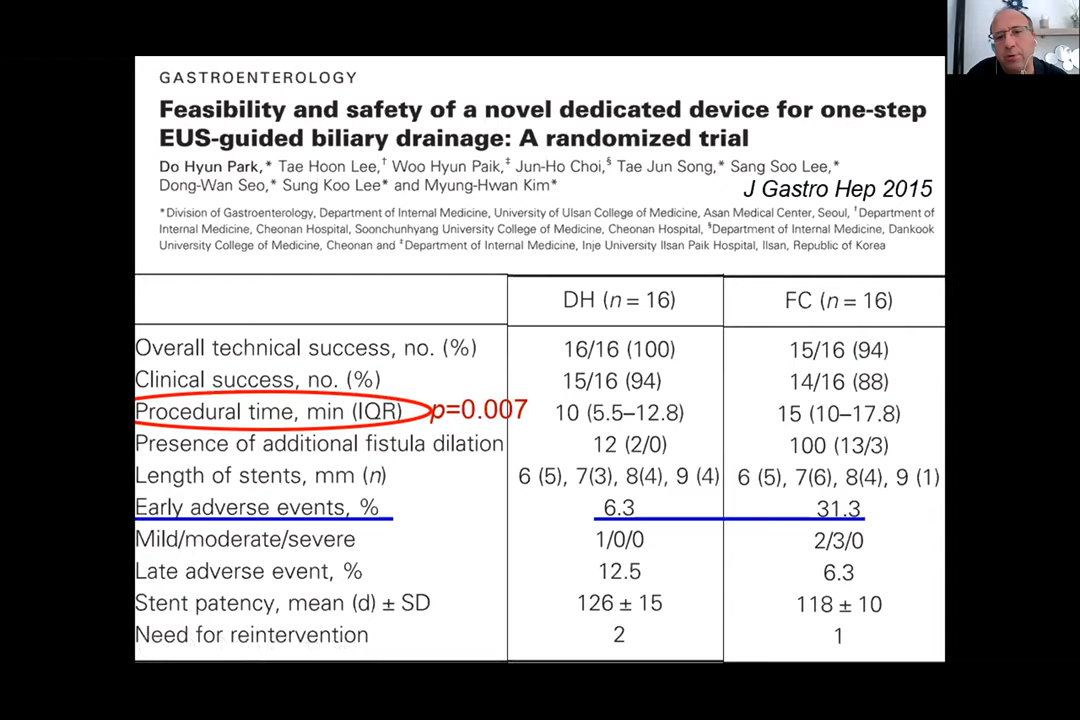 GASTROENTEROLOGY
Feasibility and safety of a novel dedicated device for one-step
EUS-guided biliary drainage: A randomized trial
Do Hyun Park,* Tae Hoon Lee,† Woo Hyun Paik,‡ Jun-Ho Choi,§ Tae Jun Song,* Sang Soo Lee,*
Dong-Wan Seo,* Sung Koo Lee* and Myung-Hwan Kim*
J Gastro Hep 2015
*Division of Gastroenterology, Department of Internal Medicine, University of Ulsan College of Medicine, Asan Medical Center, Seoul, †Department of
Internal Medicine, Cheonan Hospital, Soonchunhyang University College of Medicine, Cheonan Hospital, §Department of Internal Medicine, Dankook
University College of Medicine, Cheonan and ‡Department of Internal Medicine, Inje University Ilsan Paik Hospital, Ilsan, Republic of Korea
DH (n = 16) FC (n = 16)
Overall technical success, no. (%) 16/16 (100) 15/16 (94)
Clinical success, no. (%) 15/16 (94) 14/16 (88)
Procedural time, min (IQR) p=0.007 10 (5.5–12.8) 15 (10–17.8)
Presence of additional fistula dilation 12 (2/0) 100 (13/3)
Length of stents, mm (n) 6 (5), 7(3), 8(4), 9 (4) 6 (5), 7(6), 8(4), 9 (1)
Early adverse events, % 6.3 31.3
Mild/moderate/severe 1/0/0 2/3/0
Late adverse event, % 12.5 6.3
Stent patency, mean (d) ± SD 126 ± 15 118 ± 10
Need for reintervention 2 1